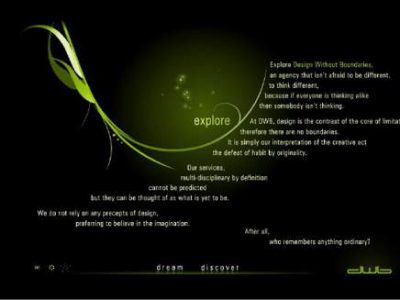 Explore Design Without Boundaries,
an agency that isn't afraid to be different,
to think different,
because if everyone is thinking alike
then somebody isn't thinking.
explore
At DWB, design is the contrast of the core of limitat
therefore there are no boundaries.
It is simply our interpretation of the creative act
the defeat of habit by originality.
Our services,
multi-disciplinary by definition
cannot be predicted
but they can be thought of as what is yet to be.
We do not rely on any precepts of design,
preferring to believe in the imagination.
After all,
who remembers anything ordinary?
dream discover
dwb